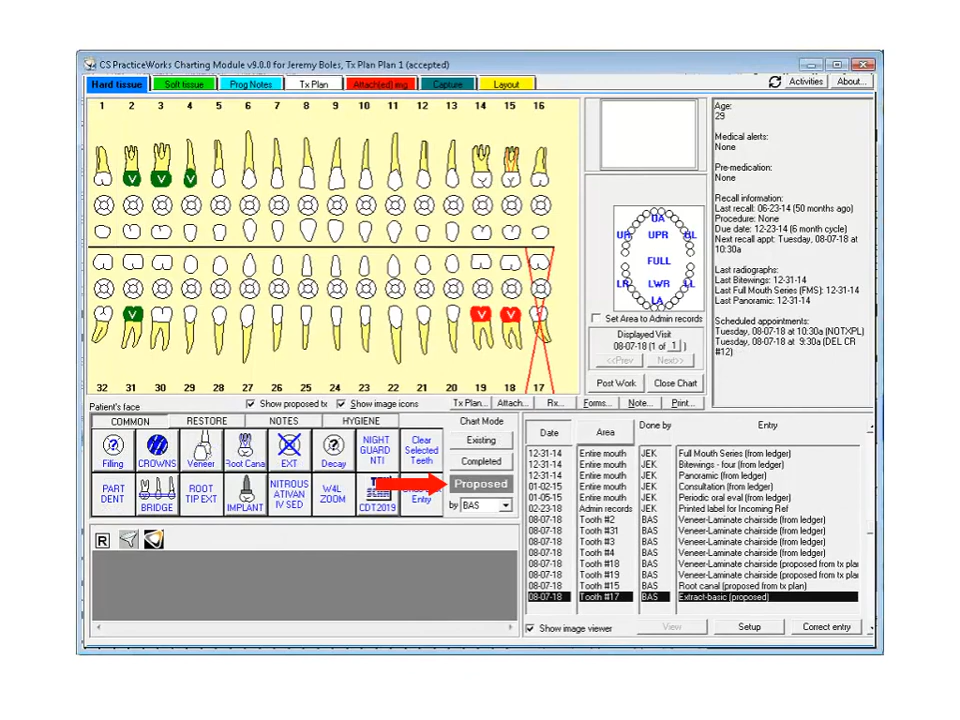 CS PracticeWorks Charting Module v9.0.0 for Jeremy Boles, Tx Plan Plan 1 (accepted)
Hard tissue Soft tissue Prog Notes Tx Plan Attach(ed) img Capture Layout Activities About...
1 2 3 4 5 6 7 8 9 10 11 12 13 14 15 16
V V V
V V V
32 31 30 29 28 27 26 25 24 23 22 21 20 19 18 17
Patient's face
Show proposed tx Show image icons
Tx Plan... Attach... Rx... Forms... Note... Print...
UA
UR UPR UL
FULL
LR LWR LL
LA
Set Area to Admin records
Displayed Visit
08-07-18 (1 of 1 )
<<Prev Next>>
Post Work Close Chart
Age:
29
Medical alerts:
None
Pre-medication:
None
Recall information:
Last recall: 06-23-14 (50 months ago)
Procedure: None
Due date: 12-23-14 (6 month cycle)
Next recall appt: Tuesday, 08-07-18 at
10:30a
Last radiographs:
Last Bitewings: 12-31-14
Last Full Mouth Series (FMS): 12-31-14
Last Panoramic: 12-31-14
Scheduled appointments:
Tuesday, 08-07-18 at 10:30a (NOTXPL)
Tuesday, 08-07-18 at 9:30a (DEL CR
#12)
COMMON RESTORE NOTES HYGIENE
Filling CROWNS Veneer Root Cana EXT Decay
NIGHT
GUARD
NTI
Clear
Selected
Teeth
PART
DENT
BRIDGE
ROOT
TIP EXT
IMPLANT
NITROUS
ATIVAN
IV SED
W4L
ZOOM
CDT2019
Entry
Chart Mode
Existing
Completed
Proposed
by BAS
R
Date Area Done by Entry
12-31-14 Entire mouth JEK Full Mouth Series (from ledger)
12-31-14 Entire mouth JEK Bitewings - four (from ledger)
12-31-14 Entire mouth JEK Panoramic (from ledger)
01-02-15 Entire mouth JEK Consultation (from ledger)
01-05-15 Entire mouth JEK Periodic oral eval (from ledger)
02-23-18 Admin records JEK Printed label for Incoming Ref
08-07-18 Tooth #2 BAS Veneer-Laminate chairside (from ledger)
08-07-18 Tooth #31 BAS Veneer-Laminate chairside (from ledger)
08-07-18 Tooth #3 BAS Veneer-Laminate chairside (from ledger)
08-07-18 Tooth #4 BAS Veneer-Laminate chairside (from ledger)
08-07-18 Tooth #18 BAS Veneer-Laminate chairside (proposed from tx plan
08-07-18 Tooth #19 BAS Veneer-Laminate chairside (proposed from tx plan
08-07-18 Tooth #15 BAS Root canal (proposed from tx plan)
08-07-18 Tooth #17 BAS Extract-basic (proposed)
Show image viewer View Setup Correct entry